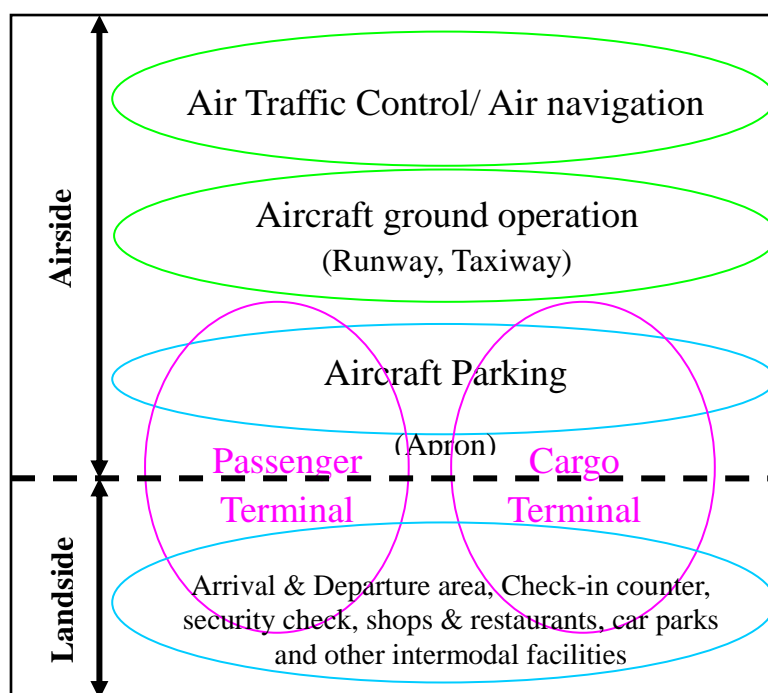 Airside
Air Traffic Control/ Air navigation
Aircraft ground operation
(Runway, Taxiway)
Aircraft Parking
(Apron)
Passenger
Terminal
Cargo
Terminal
Landside
Arrival & Departure area, Check-in counter,
security check, shops & restaurants, car parks
and other intermodal facilities